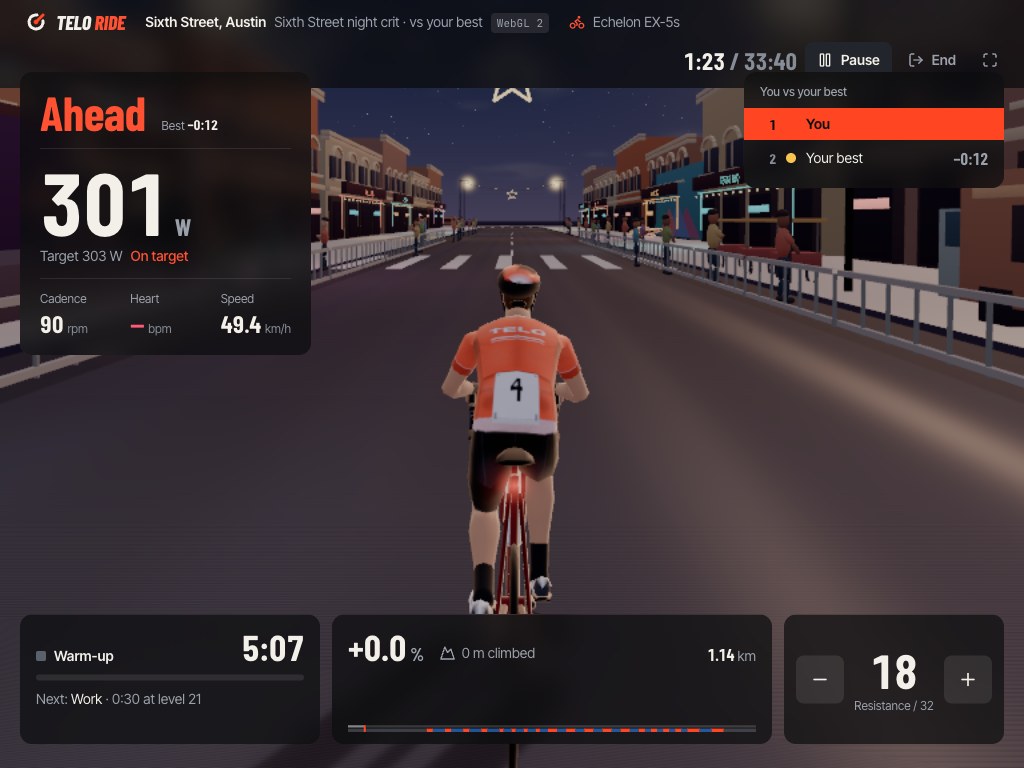 TELO RIDE Sixth Street, Austin Sixth Street night crit · vs your best WebGL 2 Echelon EX-5s
1:23 / 33:40 Pause End
Ahead Best −0:12
301 W
Target 303 W On target
Cadence Heart Speed
90 rpm – bpm 49.4 km/h
You vs your best
1 You
2 Your best −0:12
TELO
4
Warm-up 5:07
Next: Work · 0:30 at level 21
+0.0 % 0 m climbed 1.14 km
− 18 +
Resistance / 32